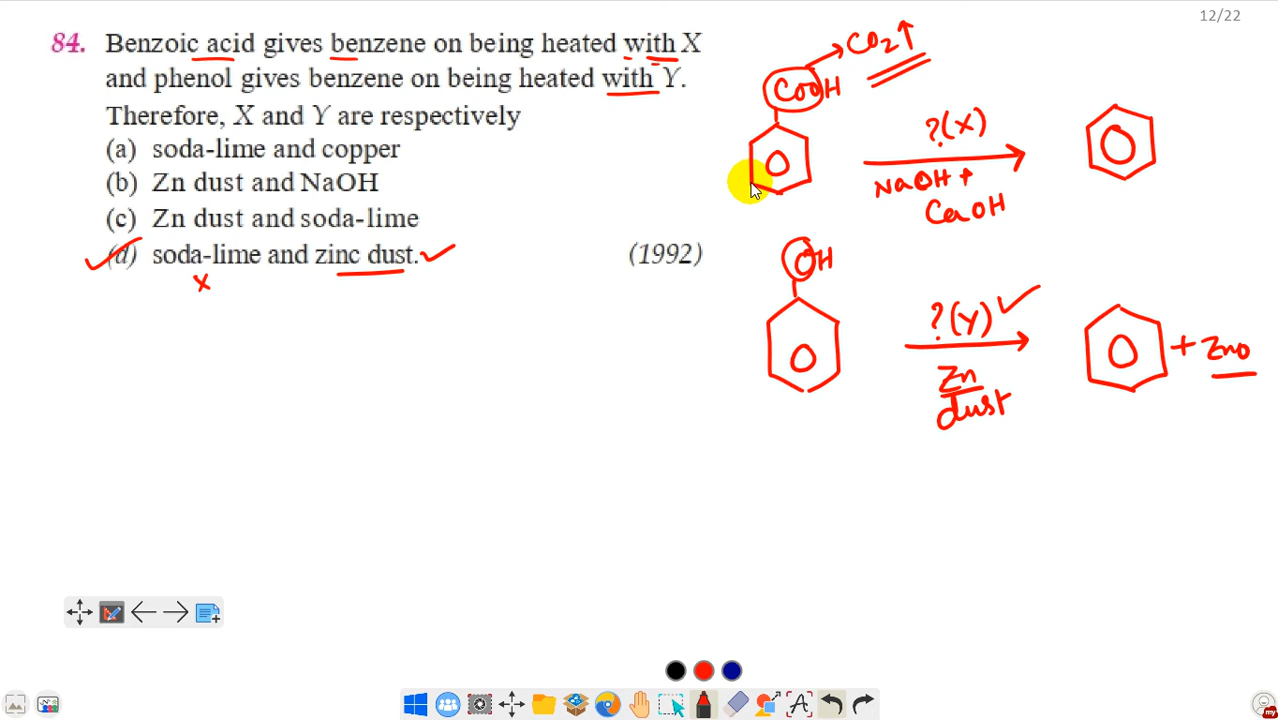 12/22
84. Benzoic acid gives benzene on being heated with X
and phenol gives benzene on being heated with Y.
Therefore, X and Y are respectively
(a) soda-lime and copper
(b) Zn dust and NaOH
(c) Zn dust and soda-lime
(d) soda-lime and zinc dust. (1992)
x
CO2↑
COOH
?(X)
NaOH +
CaOH
OH
?(Y)
Zn
dust
+ ZnO
A
my